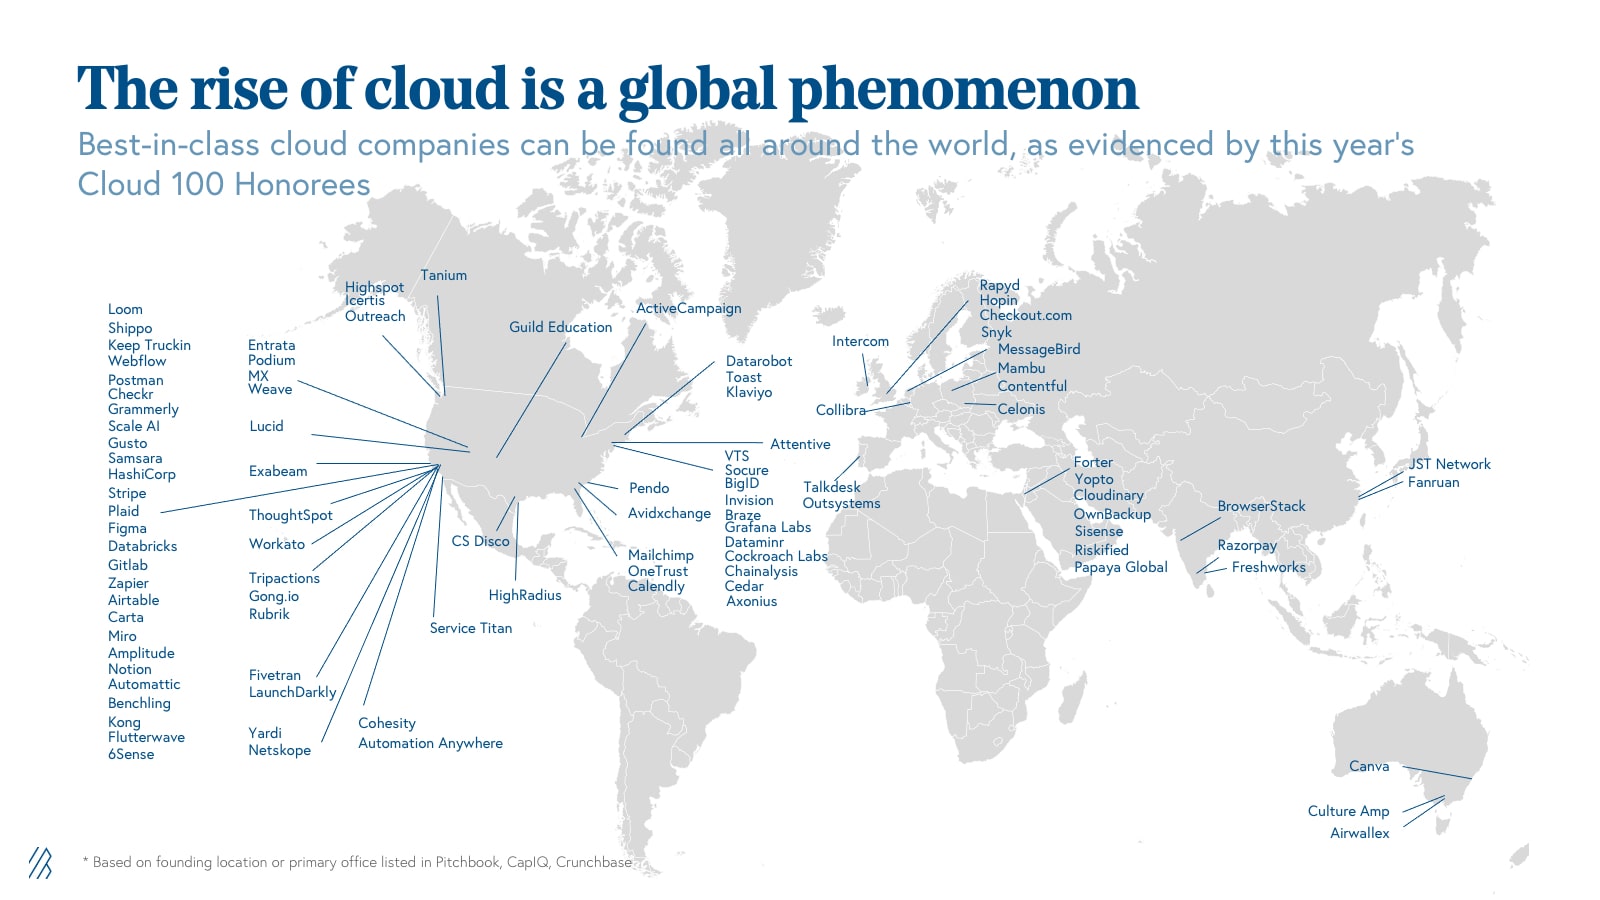 The rise of cloud is a global phenomenon
Best-in-class cloud companies can be found all around the world, as evidenced by this year's
Cloud 100 Honorees
Loom
Shippo
Keep Truckin
Webflow
Postman
Checkr
Grammerly
Scale AI
Gusto
Samsara
HashiCorp
Stripe
Plaid
Figma
Databricks
Gitlab
Zapier
Airtable
Carta
Miro
Amplitude
Notion
Automattic
Benchling
Kong
Flutterwave
6Sense
Entrata
Podium
MX
Weave
Lucid
Exabeam
ThoughtSpot
Workato
Tripactions
Gong.io
Rubrik
Fivetran
LaunchDarkly
Yardi
Netskope
Cohesity
Automation Anywhere
Highspot
Icertis
Outreach
Tanium
Guild Education
ActiveCampaign
CS Disco
HighRadius
Service Titan
Datarobot
Toast
Klaviyo
Attentive
VTS
Socure
BigID
Invision
Braze
Grafana Labs
Dataminr
Cockroach Labs
Chainalysis
Cedar
Axonius
Pendo
Avidxchange
Mailchimp
OneTrust
Calendly
Intercom
Collibra
Talkdesk
Outsystems
Rapyd
Hopin
Checkout.com
Snyk
MessageBird
Mambu
Contentful
Celonis
Forter
Yopto
Cloudinary
OwnBackup
Sisense
Riskified
Papaya Global
BrowserStack
Razorpay
Freshworks
JST Network
Fanruan
Canva
Culture Amp
Airwallex
* Based on founding location or primary office listed in Pitchbook, CapIQ, Crunchbase